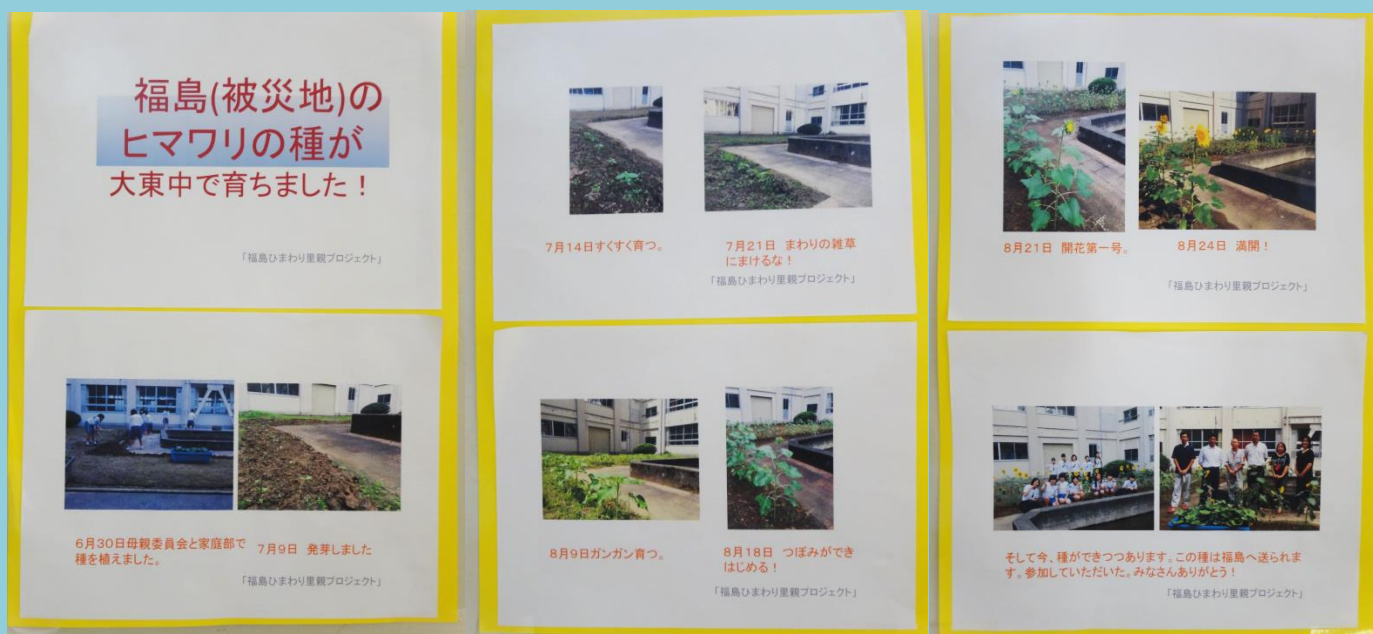 福島(被災地)の
ヒマワリの種が
大東中で育ちました！
「福島ひまわり里親プロジェクト」
6月30日母親委員会と家庭部で
種を植えました。
7月9日 発芽しました
「福島ひまわり里親プロジェクト」
7月14日すくすく育つ。
7月21日 まわりの雑草
にまけるな！
「福島ひまわり里親プロジェクト」
8月9日ガンガン育つ。
8月18日 つぼみができ
はじめる！
「福島ひまわり里親プロジェクト」
8月21日 開花第一号。
8月24日 満開！
「福島ひまわり里親プロジェクト」
そして今、種ができつつあります。この種は福島へ送られま
す。参加していただいた。みなさんありがとう！
「福島ひまわり里親プロジェクト」